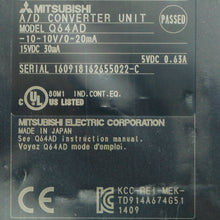 MITSUBISHI
A/D CONVERTER UNIT
PASSED
MODEL Q64AD
-10-10V/0-20mA
15VDC 30mA
5VDC 0.63A
SERIAL 160918162655022-C
80M1 IND.CONT.EQ.
C UL US LISTED
MITSUBISHI ELECTRIC CORPORATION
MADE IN JAPAN
See Q64AD instruction manual.
Voyez Q64AD mode d'emploi.
CE
KCC-REI-MEK-
TD914A674G51
1409